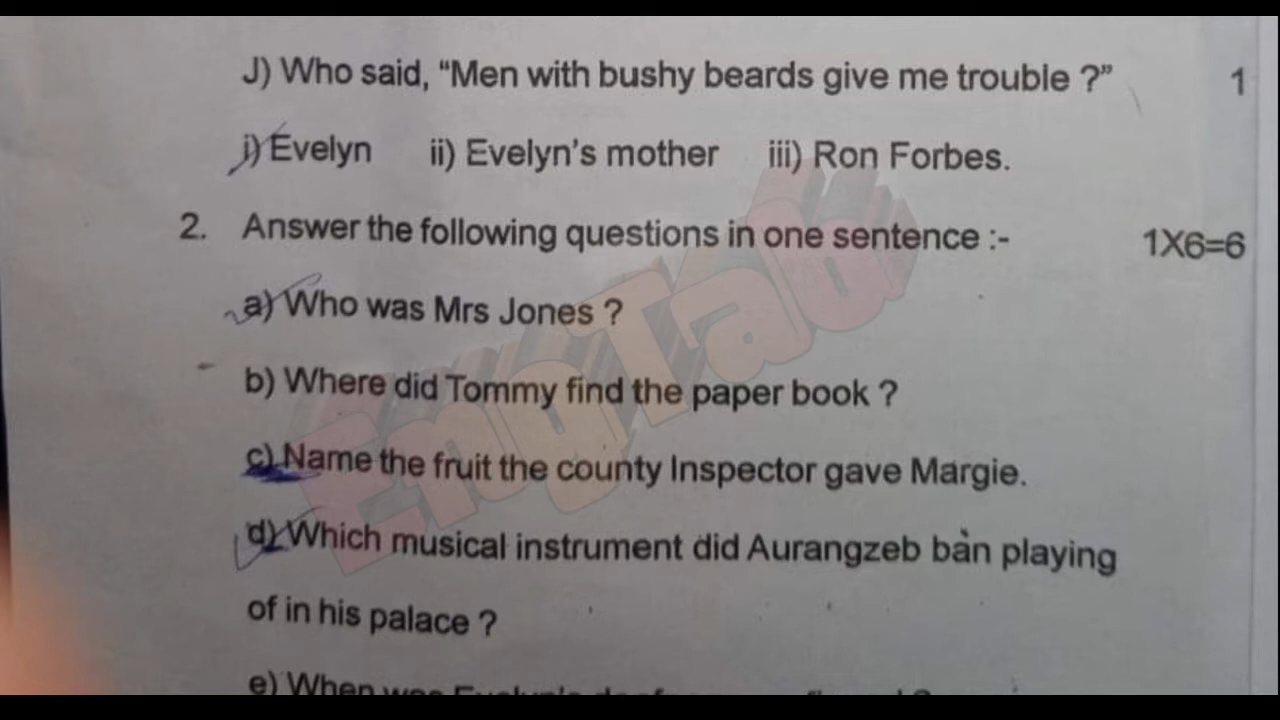 J) Who said, “Men with bushy beards give me trouble ?” 1
i) Evelyn ii) Evelyn's mother iii) Ron Forbes.
2. Answer the following questions in one sentence :- 1X6=6
a) Who was Mrs Jones ?
b) Where did Tommy find the paper book ?
c) Name the fruit the county Inspector gave Margie.
d) Which musical instrument did Aurangzeb ban playing
of in his palace ?
e) When was Evelyn's
EngTab